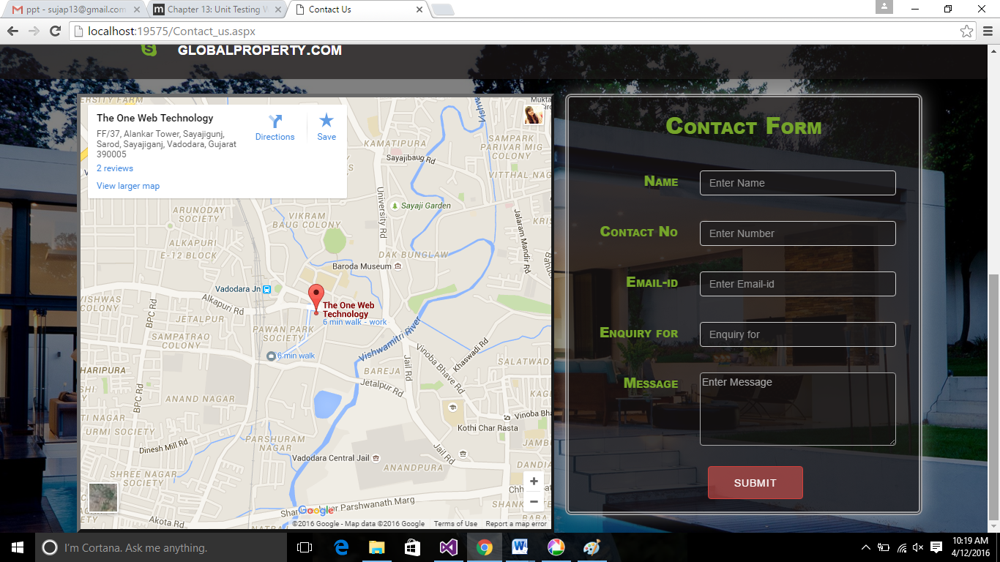 ppt - sujap13@gmail.com
Chapter 13: Unit Testing W
Contact Us
localhost:19575/Contact_us.aspx
GLOBALPROPERTY.COM
The One Web Technology
FF/37, Alankar Tower, Sayajigunj,
Sarod, Sayajiganj, Vadodara, Gujarat
390005
2 reviews
View larger map
Directions
Save
ERSITY FARM
KAMATIPURA
Sayajibaug Rd
SAMPAT
PARIVAR MIG
COLONY
VITTHAL NAG
Mukta
Circ
University Rd
Sayaji Garden
ARUNODAY
SOCIETY
VIKRAM
BAUG COLONY
Jalaram Mandir Rd
KRIS
ALKAPURI
E-12 BLOCK
DAK BUNGLAW
Baroda Museum
Bahuc
Vadodara Jn
Alkapuri Rd
VISHWAS
COLONY
BPC Rd
JETALPUR
The One Web
Technology
6 min walk - work
PAWAN PARK
SOCIETY
SAMPATRAO
COLONY
6 min walk
Vishwamitri River
Vinoba Bhave Rd
Khaswadi Rd
SALATWADA
HARIPURA
BPC Rd
BAREJA
Jail Rd
Jetalpur Rd
ANAND NAGAR
TI NAGAR
URMI SOCIETY
Vinoba Bha
Kothi Char Rasta
Dinesh Mill Rd
PARSHURAM
NAGAR
Jail Rd
JAMB
Vadodara Central Jail
ANANDPURA
DANDIA
SHREE NAGAR
SOCIETY
Parshwanath Marg
Akota Rd
Google
©2016 Google - Map data ©2016 Google
Terms of Use
Report a map error
Contact Form
Name
Enter Name
Contact No
Enter Number
Email-id
Enter Email-id
Enquiry for
Enquiry for
Message
Enter Message
SUBMIT
I'm Cortana. Ask me anything.
10:19 AM
4/12/2016